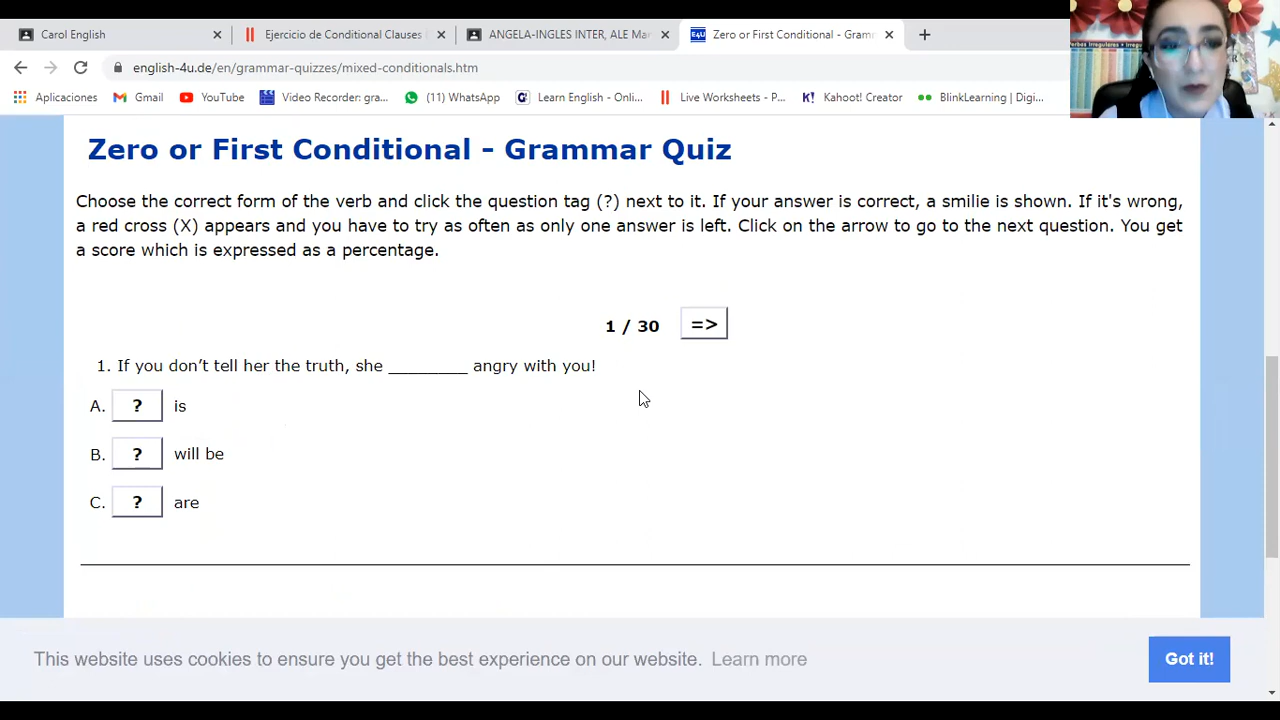 Carol English
Ejercicio de Conditional Clauses
ANGELA-INGLES INTER, ALE Ma
Zero or First Conditional - Gram
english-4u.de/en/grammar-quizzes/mixed-conditionals.htm
Aplicaciones
Gmail
YouTube
Video Recorder: gra...
(11) WhatsApp
Learn English - Onli...
Live Worksheets - P...
K! Kahoot! Creator
BlinkLearning | Digi...
Zero or First Conditional - Grammar Quiz
Choose the correct form of the verb and click the question tag (?) next to it. If your answer is correct, a smilie is shown. If it's wrong,
a red cross (X) appears and you have to try as often as only one answer is left. Click on the arrow to go to the next question. You get
a score which is expressed as a percentage.
1 / 30 =>
1. If you don’t tell her the truth, she ________ angry with you!
A. ? is
B. ? will be
C. ? are
This website uses cookies to ensure you get the best experience on our website. Learn more
Got it!